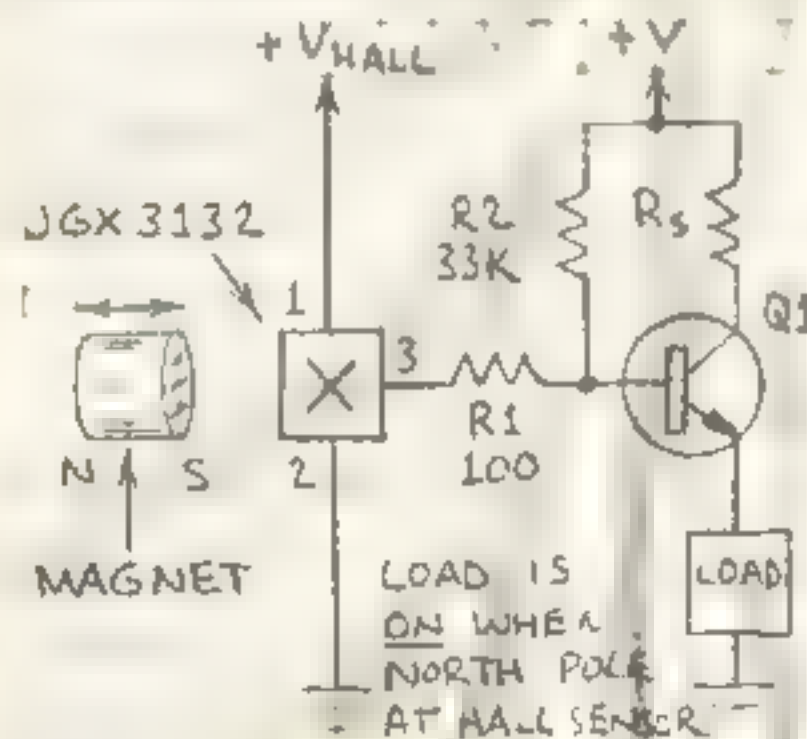 + VHALL
+ V
JGX 3132
R2
33K
Rs
Q1
1
3
R1
100
N
S
2
MAGNET
LOAD IS
ON WHEN
NORTH POLE
AT HALL SENSOR
LOAD